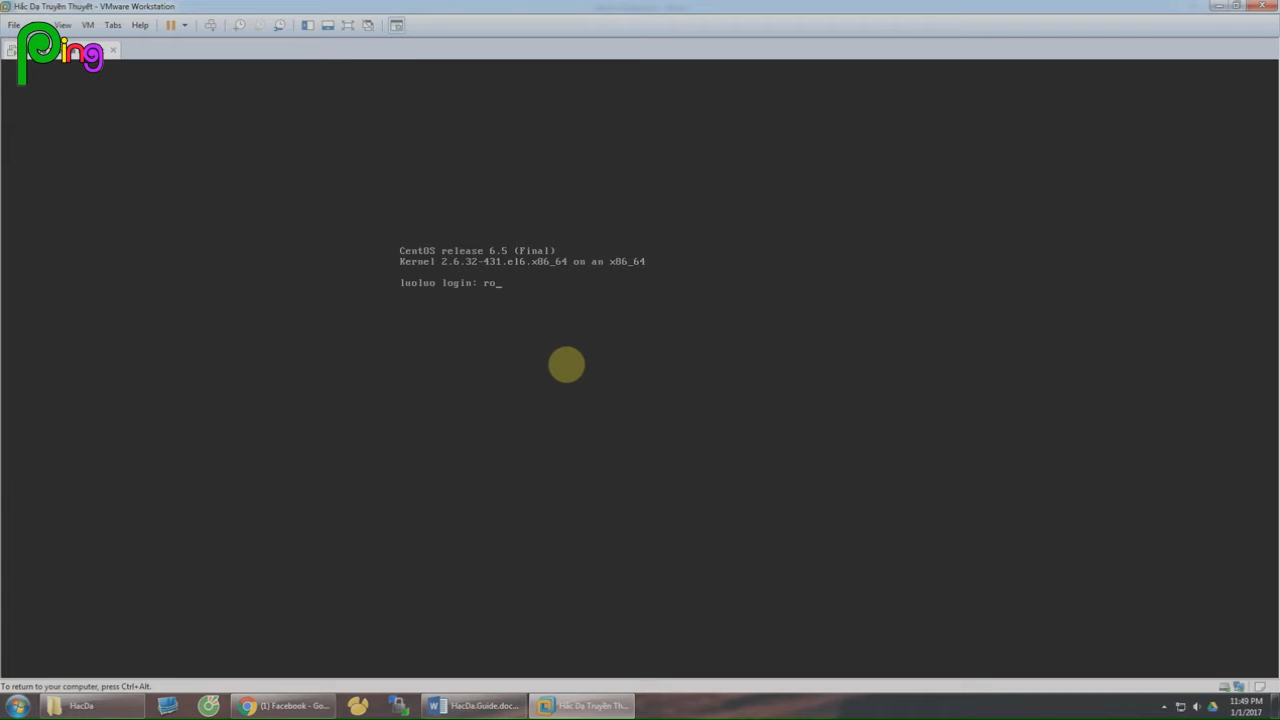 Hắc Dạ Truyền Thuyết - VMware Workstation
File
View
VM
Tabs
Help
Ping
CentOS release 6.5 (Final)
Kernel 2.6.32-431.el6.x86_64 on an x86_64
luoluo login: ro_
To return to your computer, press Ctrl+Alt.
HacDa
(1) Facebook - Go...
HacDa.Guide.doc...
Hắc Dạ Truyền Th...
11:49 PM
1/1/2017